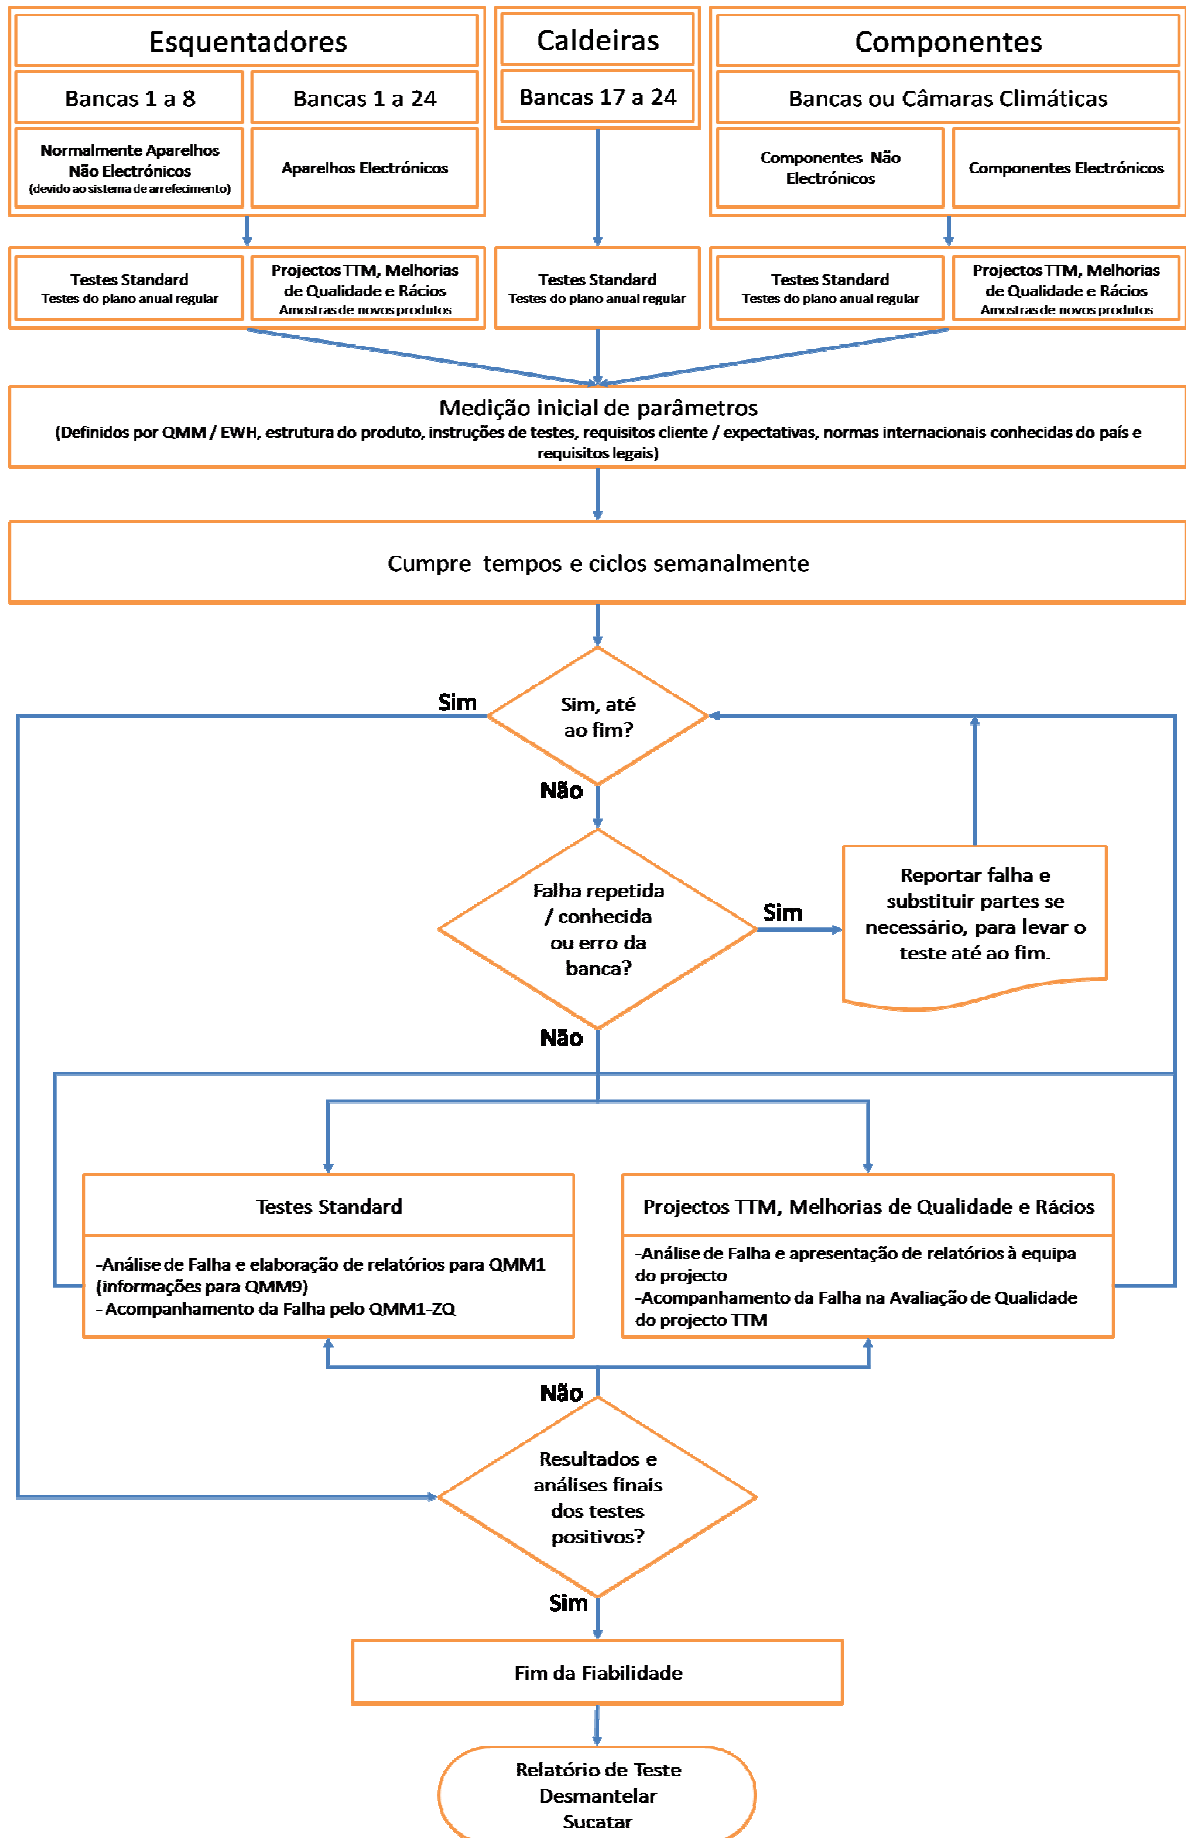 Esquentadores
Caldeiras
Componentes
Bancas 1 a 8
Bancas 1 a 24
Bancas 17 a 24
Bancas ou Câmaras Climáticas
Normalmente Aparelhos
Não Electrónicos
(devido ao sistema de arrefecimento)
Aparelhos Electrónicos
Componentes Não
Electrónicos
Componentes Electrónicos
Testes Standard
Testes do plano anual regular
Projectos TTM, Melhorias
de Qualidade e Rácios
Amostras de novos produtos
Testes Standard
Testes do plano anual regular
Testes Standard
Testes do plano anual regular
Projectos TTM, Melhorias
de Qualidade e Rácios
Amostras de novos produtos
Medição inicial de parâmetros
(Definidos por QMM / EWH, estrutura do produto, instruções de testes, requisitos cliente / expectativas, normas internacionais conhecidas do país e
requisitos legais)
Cumpre tempos e ciclos semanalmente
Sim
Sim, até
ao fim?
Não
Falha repetida
/ conhecida
ou erro da
banca?
Sim
Reportar falha e
substituir partes se
necessário, para levar o
teste até ao fim.
Não
Testes Standard
-Análise de Falha e elaboração de relatórios para QMM1
(informações para QMM9)
- Acompanhamento da Falha pelo QMM1-ZQ
Projectos TTM, Melhorias de Qualidade e Rácios
-Análise de Falha e apresentação de relatórios à equipa
do projecto
-Acompanhamento da Falha na Avaliação de Qualidade
do projecto TTM
Não
Resultados e
análises finais
dos testes
positivos?
Sim
Fim da Fiabilidade
Relatório de Teste
Desmantelar
Sucatar